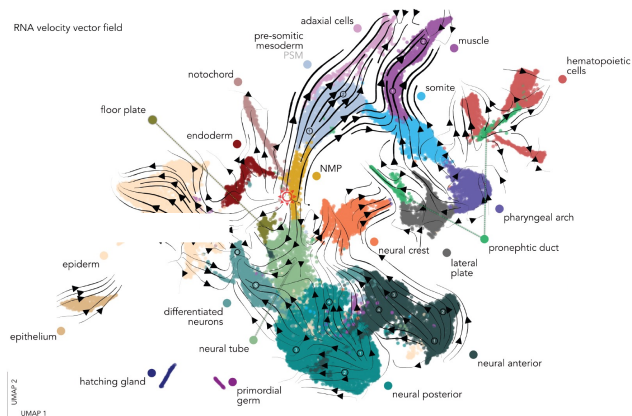 RNA velocity vector field
adaxial cells
pre-somitic
mesoderm
PSM
muscle
hematopoietic
cells
notochord
somite
floor plate
endoderm
NMP
pharyngeal arch
neural crest
pronephtic duct
lateral
plate
epiderm
differentiated
neurons
epithelium
neural tube
neural anterior
hatching gland
primordial
germ
neural posterior
UMAP 2
UMAP 1